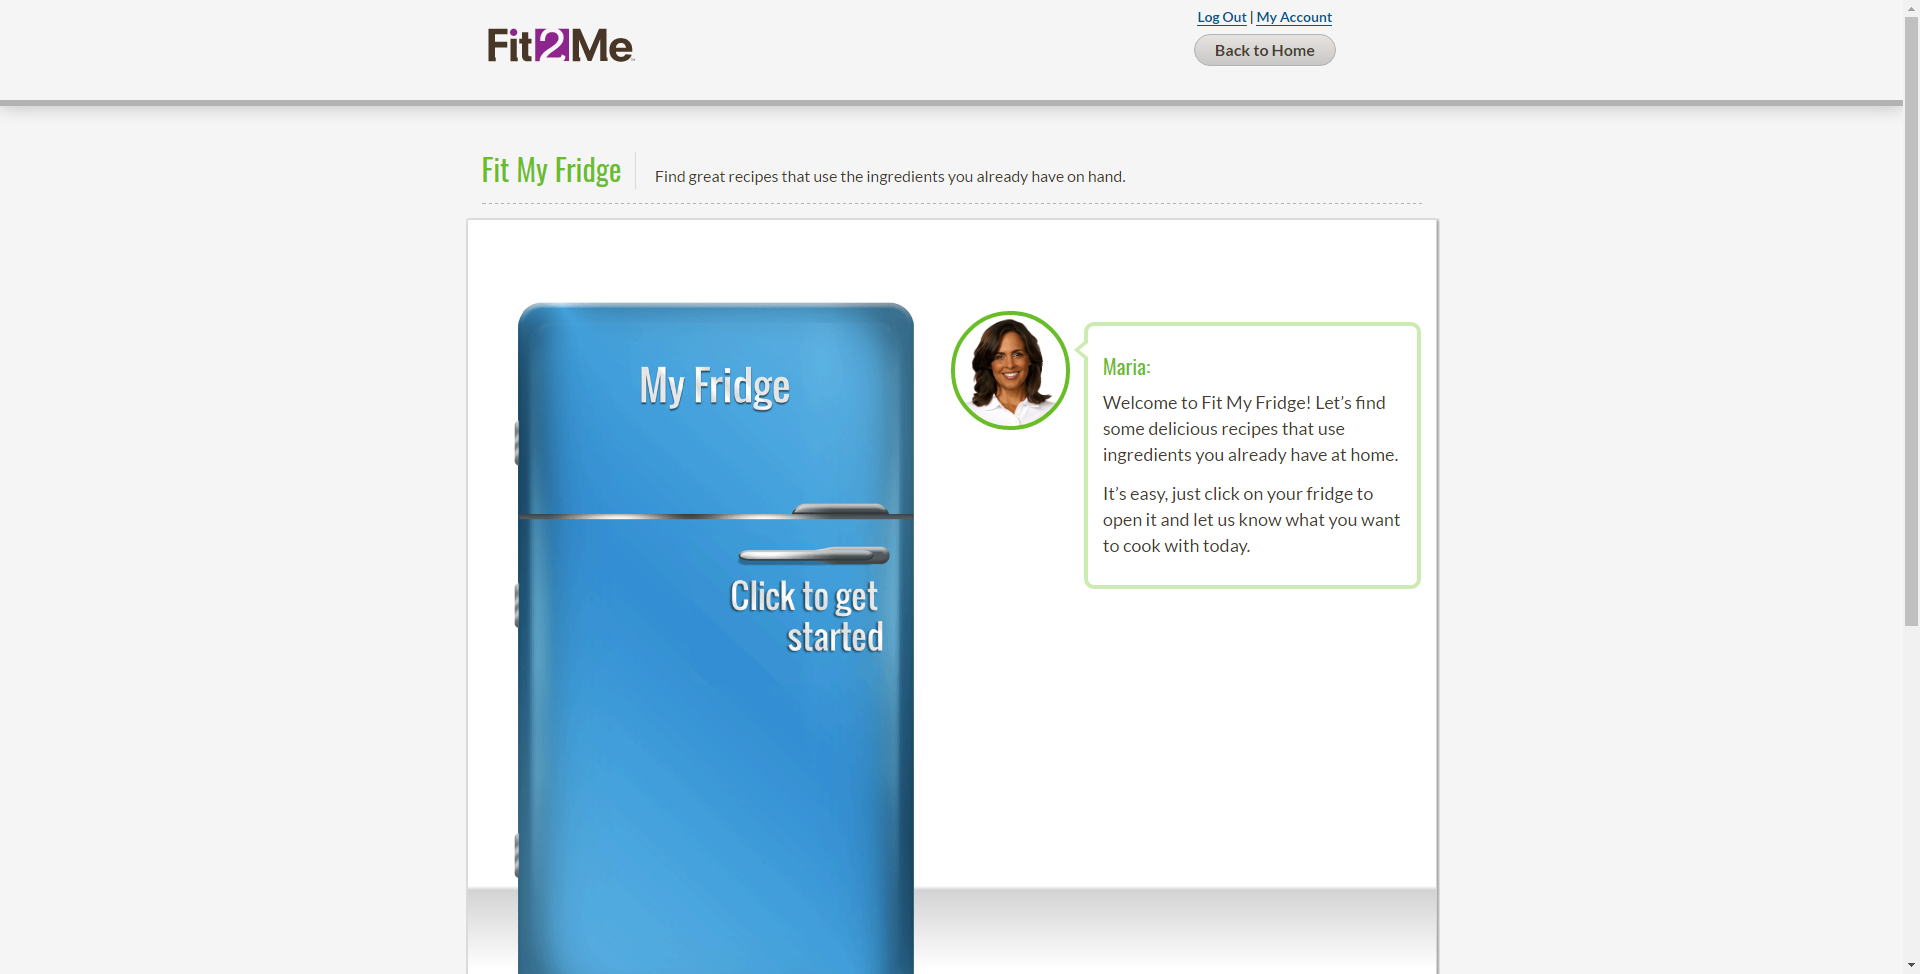 Log Out | My Account
Fit2Me
Back to Home
Fit My Fridge
Find great recipes that use the ingredients you already have on hand.
My Fridge
Click to get
started
Maria:
Welcome to Fit My Fridge! Let’s find
some delicious recipes that use
ingredients you already have at home.
It’s easy, just click on your fridge to
open it and let us know what you want
to cook with today.